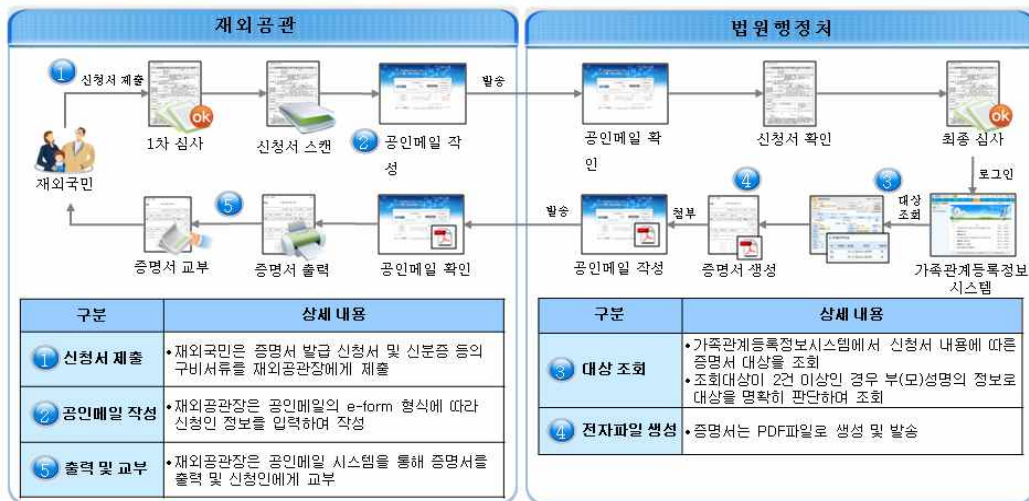 재외공관
1 신청서 제출
1차 심사
신청서 스캔
2 공인메일 작
성
발송
재외국민
5
발송
증명서 교부
증명서 출력
공인메일 확인
구분
상세 내용
1 신청서 제출
•재외국민은 증명서 발급 신청서 및 신분증 등의
구비서류를 재외공관장에게 제출
2 공인메일 작성
•재외공관장은 공인메일의 e-form 형식에 따라
신청인 정보를 입력하며 작성
5 출력 및 교부
•재외공관장은 공인메일 시스템을 통해 증명서를
출력 및 신청인에게 교부
법원행정처
공인메일 확
인
신청서 확인
최종 심사
로그인
4
3 대상
조회
첨부
공인메일 작성
증명서 생성
가족관계등록정보
시스템
구분
상세 내용
3 대상 조회
•가족관계등록정보시스템에서 신청서 내용에 따른
증명서 대상을 조회
•조회대상이 2건 이상인 경우 부(모)성명의 정보로
대상을 명확히 판단하며 조회
4 전자파일 생성
•증명서는 PDF파일로 생성 및 발송